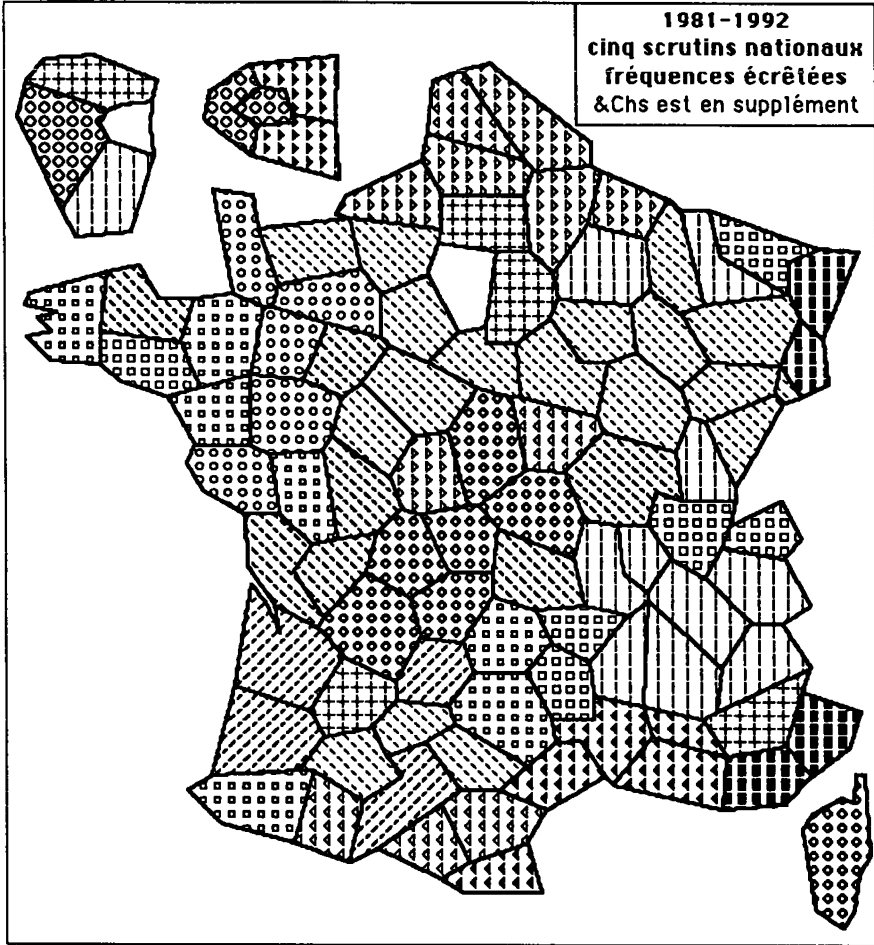 1981-1992
cinq scrutins nationaux
fréquences écrêtées
&Chs est en supplément